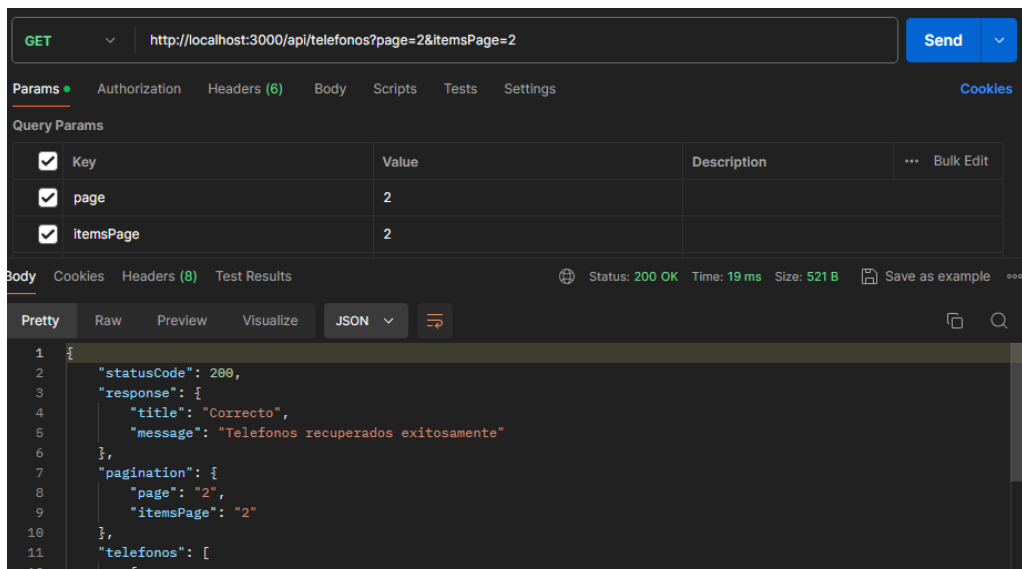 GET http://localhost:3000/api/telefonos?page=2&itemsPage=2 Send
Params Authorization Headers (6) Body Scripts Tests Settings Cookies
Query Params
Key Value Description ••• Bulk Edit
page 2
itemsPage 2
Body Cookies Headers (8) Test Results Status: 200 OK Time: 19 ms Size: 521 B Save as example
Pretty Raw Preview Visualize JSON
1 {
2 "statusCode": 200,
3 "response": {
4 "title": "Correcto",
5 "message": "Telefonos recuperados exitosamente"
6 },
7 "pagination": {
8 "page": "2",
9 "itemsPage": "2"
10 },
11 "telefonos": [